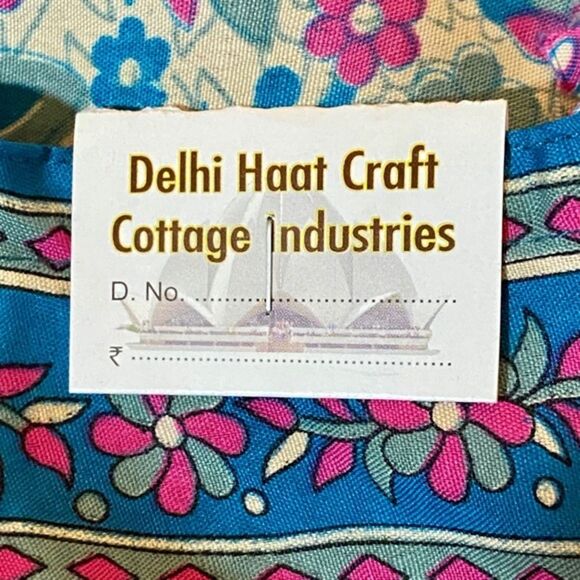 Delhi Haat Craft
Cottage Industries
D. No. ..........................................
₹ ...................................................